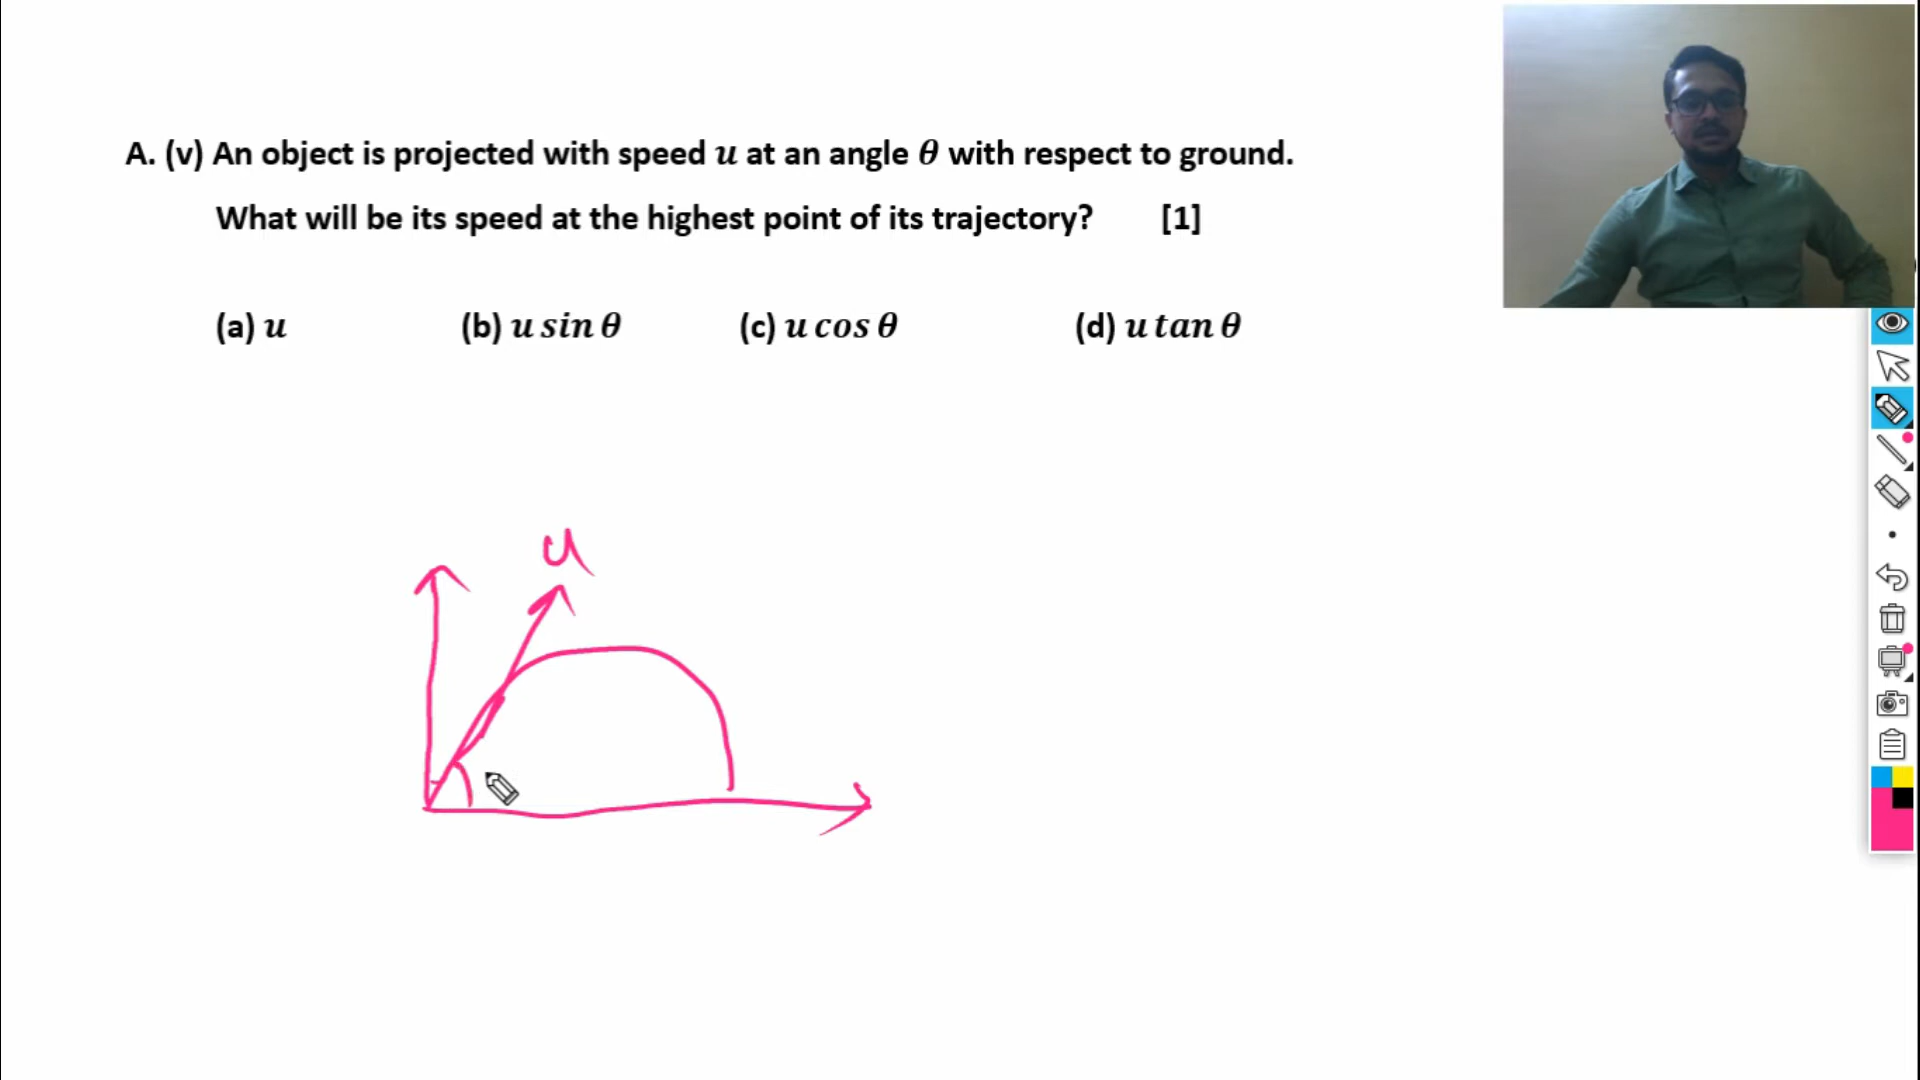 A. (v) An object is projected with speed u at an angle θ with respect to ground.
What will be its speed at the highest point of its trajectory? [1]
(a) u (b) u sin θ (c) u cos θ (d) u tan θ
u